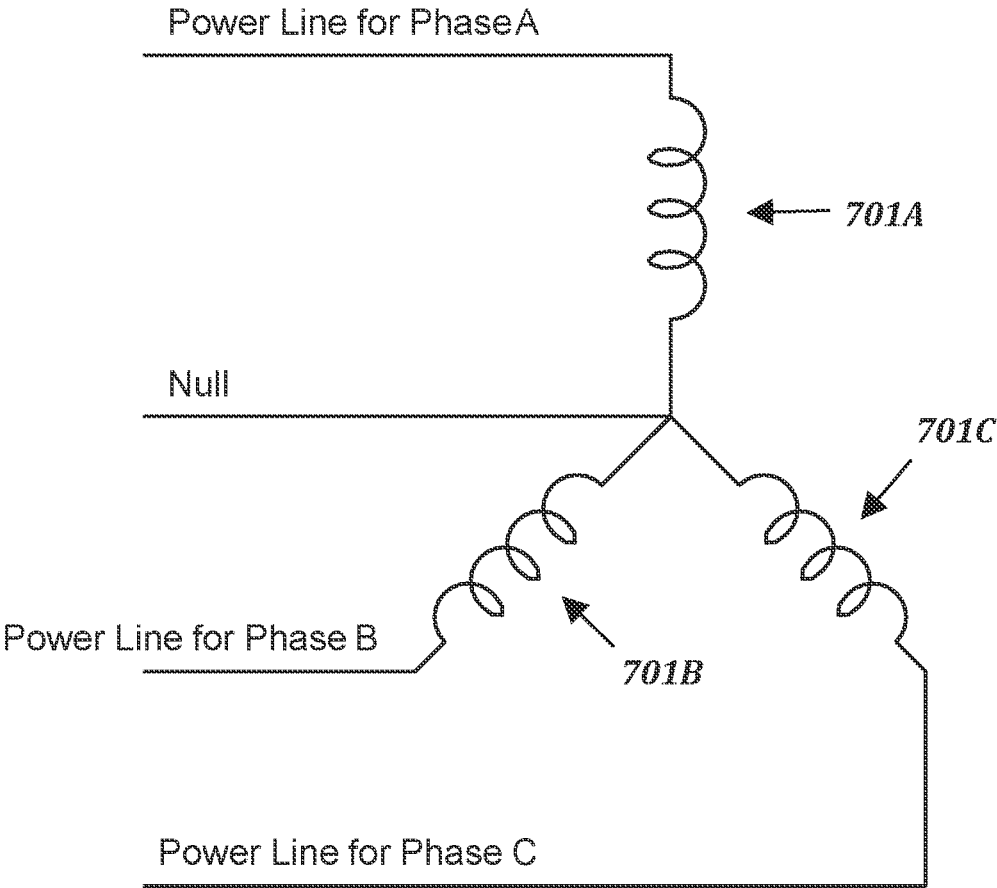 Power Line for Phase A
701A
Null
701C
Power Line for Phase B
701B
Power Line for Phase C